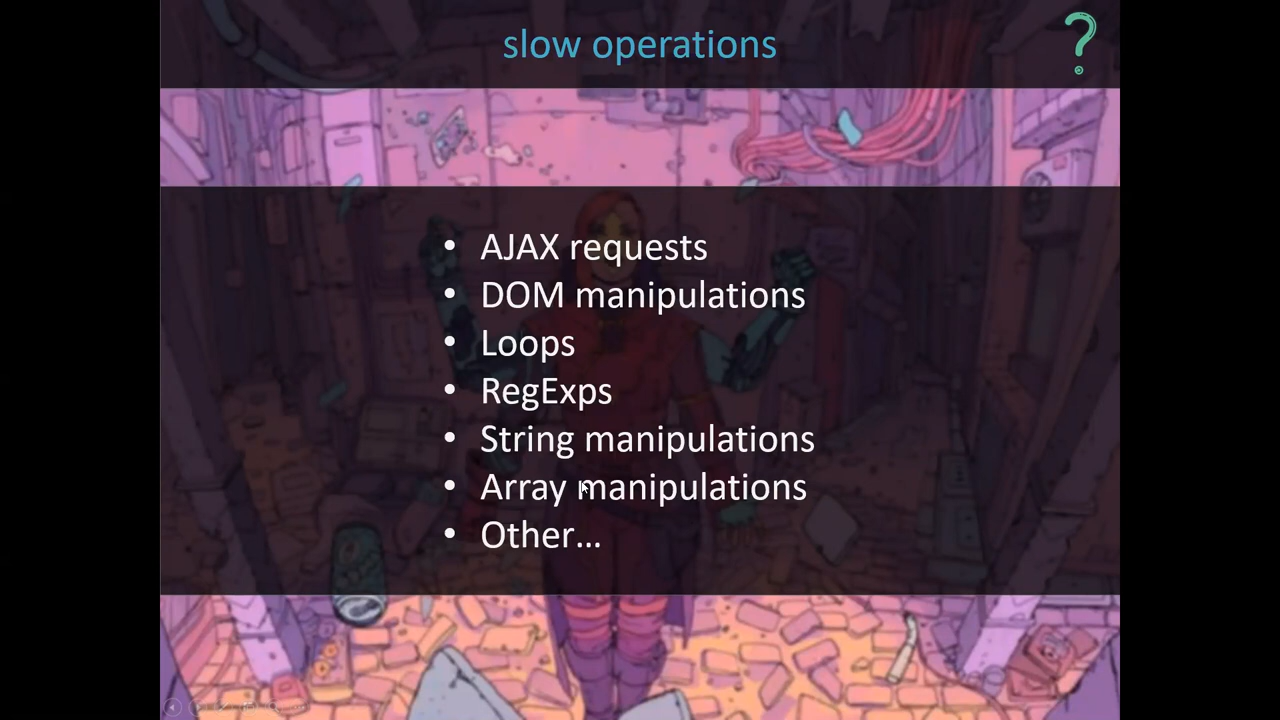 slow operations
?
• AJAX requests
• DOM manipulations
• Loops
• RegExps
• String manipulations
• Array manipulations
• Other…